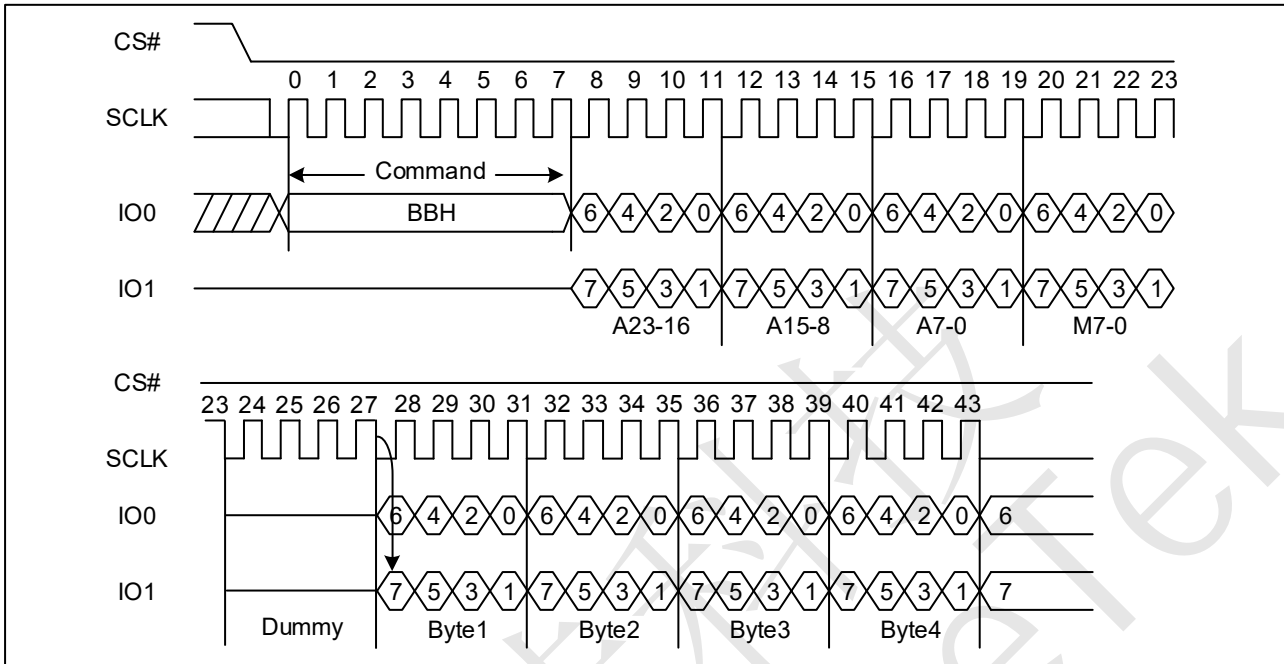 CS#
0 1 2 3 4 5 6 7 8 9 10 11 12 13 14 15 16 17 18 19 20 21 22 23
SCLK
Command
IO0 BBH 6 4 2 0 6 4 2 0 6 4 2 0 6 4 2 0
IO1 7 5 3 1 7 5 3 1 7 5 3 1 7 5 3 1
A23-16 A15-8 A7-0 M7-0
CS#
23 24 25 26 27 28 29 30 31 32 33 34 35 36 37 38 39 40 41 42 43
SCLK
IO0 6 4 2 0 6 4 2 0 6 4 2 0 6 4 2 0 6
IO1 7 5 3 1 7 5 3 1 7 5 3 1 7 5 3 1 7
Dummy Byte1 Byte2 Byte3 Byte4
科技
eTek